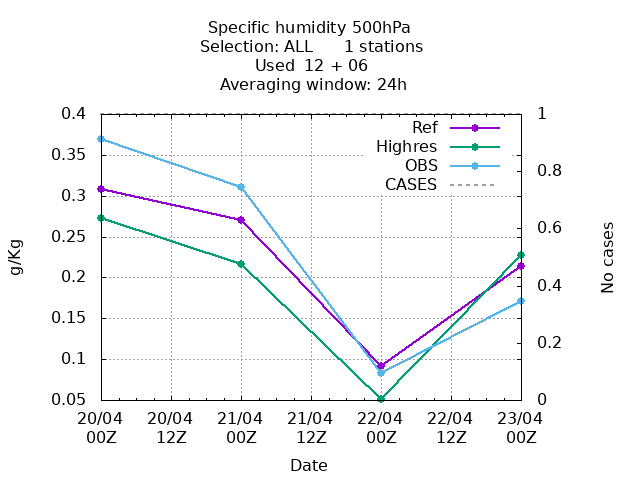 Specific humidity 500hPa
Selection: ALL 1 stations
Used 12 + 06
Averaging window: 24h
0.4
0.35
0.3
0.25
0.2
0.15
0.1
0.05
g/Kg
Ref
Highres
OBS
CASES
1
0.8
0.6
0.4
0.2
0
No cases
20/04 20/04 21/04 21/04 22/04 22/04 23/04
00Z 12Z 00Z 12Z 00Z 12Z 00Z
Date